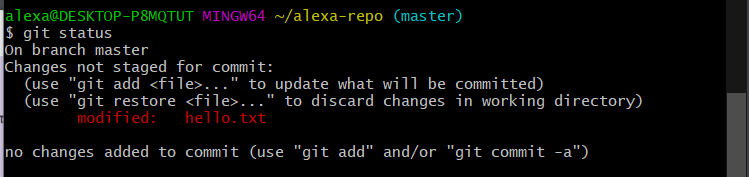 alexa@DESKTOP-P8MQTUT MINGW64 ~/alexa-repo (master)
$ git status
On branch master
Changes not staged for commit:
  (use "git add <file>..." to update what will be committed)
  (use "git restore <file>..." to discard changes in working directory)
        modified:   hello.txt

no changes added to commit (use "git add" and/or "git commit -a")